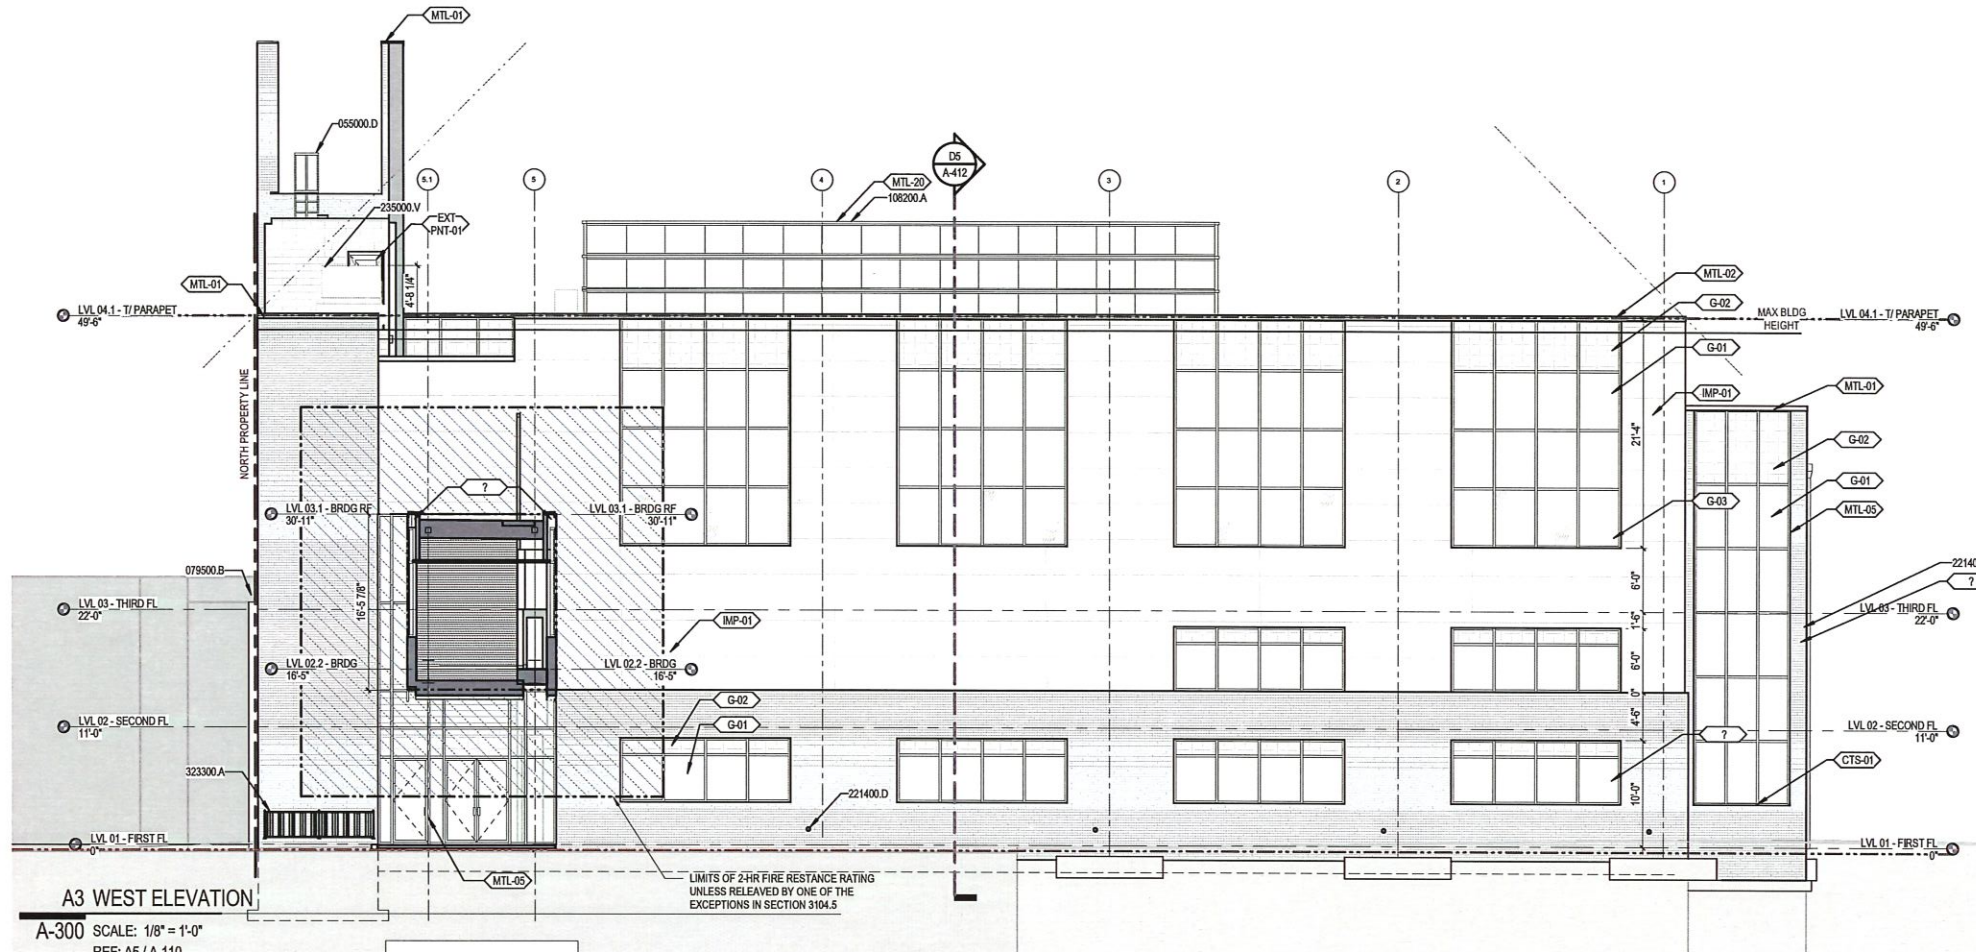 MTL-01
055000.D
D5
A-412
5.1
5
4
3
2
1
MTL-20
108200.A
235000.V
EXT
PNT-01
4'-8 1/4"
MTL-01
MTL-02
G-02
LVL 04.1 - T/ PARAPET
49'-6"
MAX BLDG
HEIGHT
LVL 04.1 - T/ PARAPET
49'-6"
G-01
NORTH PROPERTY LINE
MTL-01
IMP-01
21'-4"
G-02
?
G-01
G-03
MTL-05
LVL 03.1 - BRDG RF
30'-11"
LVL 03.1 - BRDG RF
30'-11"
079500.B
22140
?
LVL 03 - THIRD FL
22'-0"
16'-5 7/8"
6'-0"
1'-6"
LVL 03 - THIRD FL
22'-0"
IMP-01
LVL 02.2 - BRDG
16'-5"
LVL 02.2 - BRDG
16'-5"
6'-0"
0"
G-02
4'-6"
LVL 02 - SECOND FL
11'-0"
G-01
?
LVL 02 - SECOND FL
11'-0"
CTS-01
323300.A
221400.D
10'-0"
LVL 01 - FIRST FL
0"
LVL 01 - FIRST FL
0"
MTL-05
LIMITS OF 2-HR FIRE RESTANCE RATING
UNLESS RELEAVED BY ONE OF THE
EXCEPTIONS IN SECTION 3104.5
A3 WEST ELEVATION
A-300 SCALE: 1/8" = 1'-0"
REF: A5 / A-110